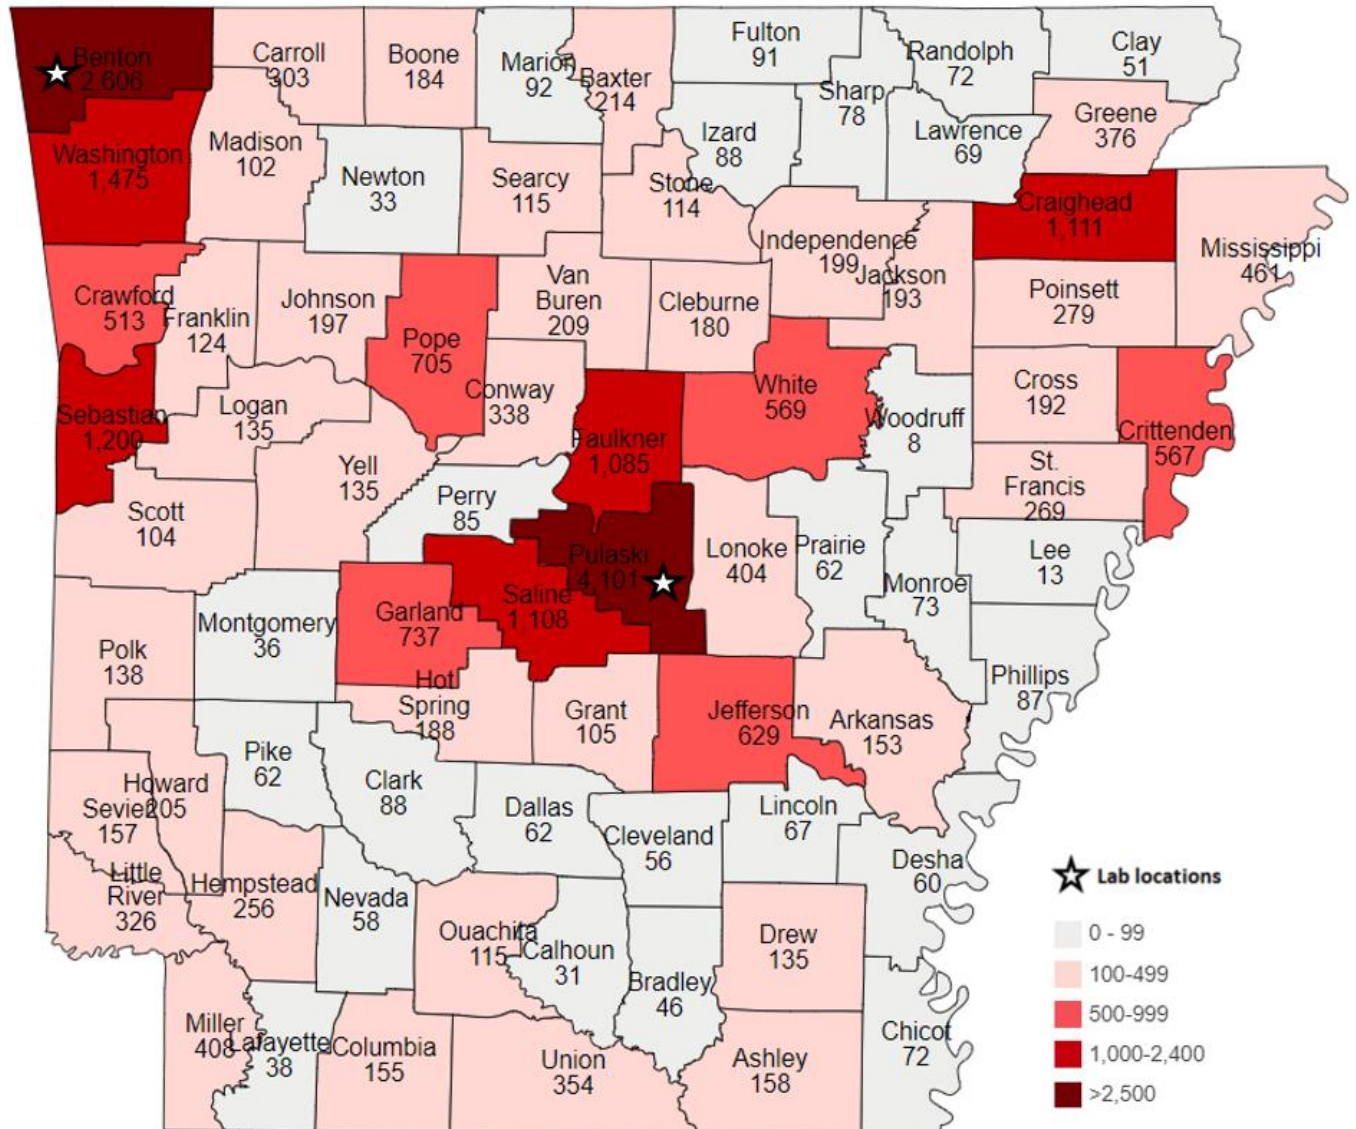 Benton
2,606
Carroll
303
Boone
184
Marion
92
Baxter
214
Fulton
91
Sharp
78
Randolph
72
Clay
51
Washington
1,475
Madison
102
Newton
33
Searcy
115
Stone
114
Izard
88
Lawrence
69
Greene
376
Independence
199
Jackson
193
Craighead
1,111
Mississippi
461
Crawford
513
Franklin
124
Johnson
197
Pope
705
Van
Buren
209
Cleburne
180
Poinsett
279
Sebastian
1,200
Logan
135
Conway
338
Faulkner
1,085
White
569
Woodruff
8
Cross
192
Crittenden
567
Scott
104
Yell
135
Perry
85
St.
Francis
269
Pulaski
4,101
Lonoke
404
Prairie
62
Monroe
73
Lee
13
Polk
138
Montgomery
36
Garland
737
Saline
1,108
Phillips
87
Hot
Spring
188
Grant
105
Jefferson
629
Arkansas
153
Howard
205
Sevier
157
Pike
62
Clark
88
Dallas
62
Cleveland
56
Lincoln
67
Desha
60
Little
River
326
Hempstead
256
Nevada
58
Ouachita
115
Calhoun
31
Bradley
46
Drew
135
Miller
408
Lafayette
38
Columbia
155
Union
354
Ashley
158
Chicot
72
Lab locations
0 - 99
100-499
500-999
1,000-2,400
>2,500